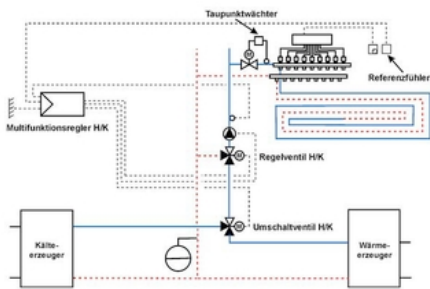 Taupunktwächter
M
Referenzfühler
Multifunktionsregler H/K
M
Regelventil H/K
M
Umschaltventil H/K
Kälte-
erzeuger
Wärme-
erzeuger